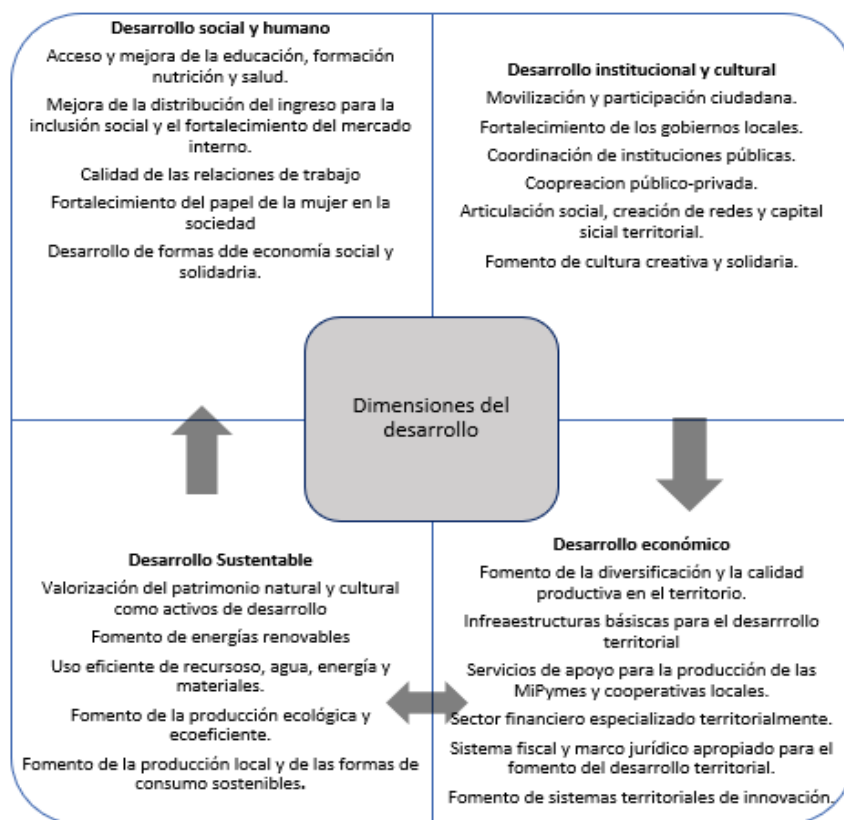 Desarrollo social y humano
Acceso y mejora de la educación, formación
nutrición y salud.
Mejora de la distribución del ingreso para la
inclusión social y el fortalecimiento del mercado
interno.
Calidad de las relaciones de trabajo
Fortalecimiento del papel de la mujer en la
sociedad
Desarrollo de formas dde economía social y
solidadria.
Desarrollo institucional y cultural
Movilización y participación ciudadana.
Fortalecimiento de los gobiernos locales.
Coordinación de instituciones públicas.
Coopreacion público-privada.
Articulación social, creación de redes y capital
sicial territorial.
Fomento de cultura creativa y solidaria.
Dimensiones del
desarrollo
Desarrollo Sustentable
Valorización del patrimonio natural y cultural
como activos de desarrollo
Fomento de energías renovables
Uso eficiente de recursoso, agua, energía y
materiales.
Fomento de la producción ecológica y
ecoeficiente.
Fomento de la producción local y de las formas de
consumo sostenibles.
Desarrollo económico
Fomento de la diversificación y la calidad
productiva en el territorio.
Infreaestructuras básiscas para el desarrrollo
territorial
Servicios de apoyo para la producción de las
MiPymes y cooperativas locales.
Sector financiero especializado territorialmente.
Sistema fiscal y marco jurídico apropiado para el
fomento del desarrollo territorial.
Fomento de sistemas territoriales de innovación.